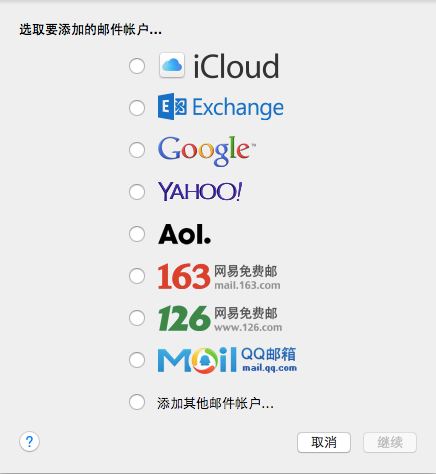 选取要添加的邮件帐户...
iCloud
Exchange
Google™
YAHOO!
Aol.
163 网易免费邮
mail.163.com
126 网易免费邮
www.126.com
Mail QQ邮箱
mail.qq.com
添加其他邮件帐户...
? 取消 继续